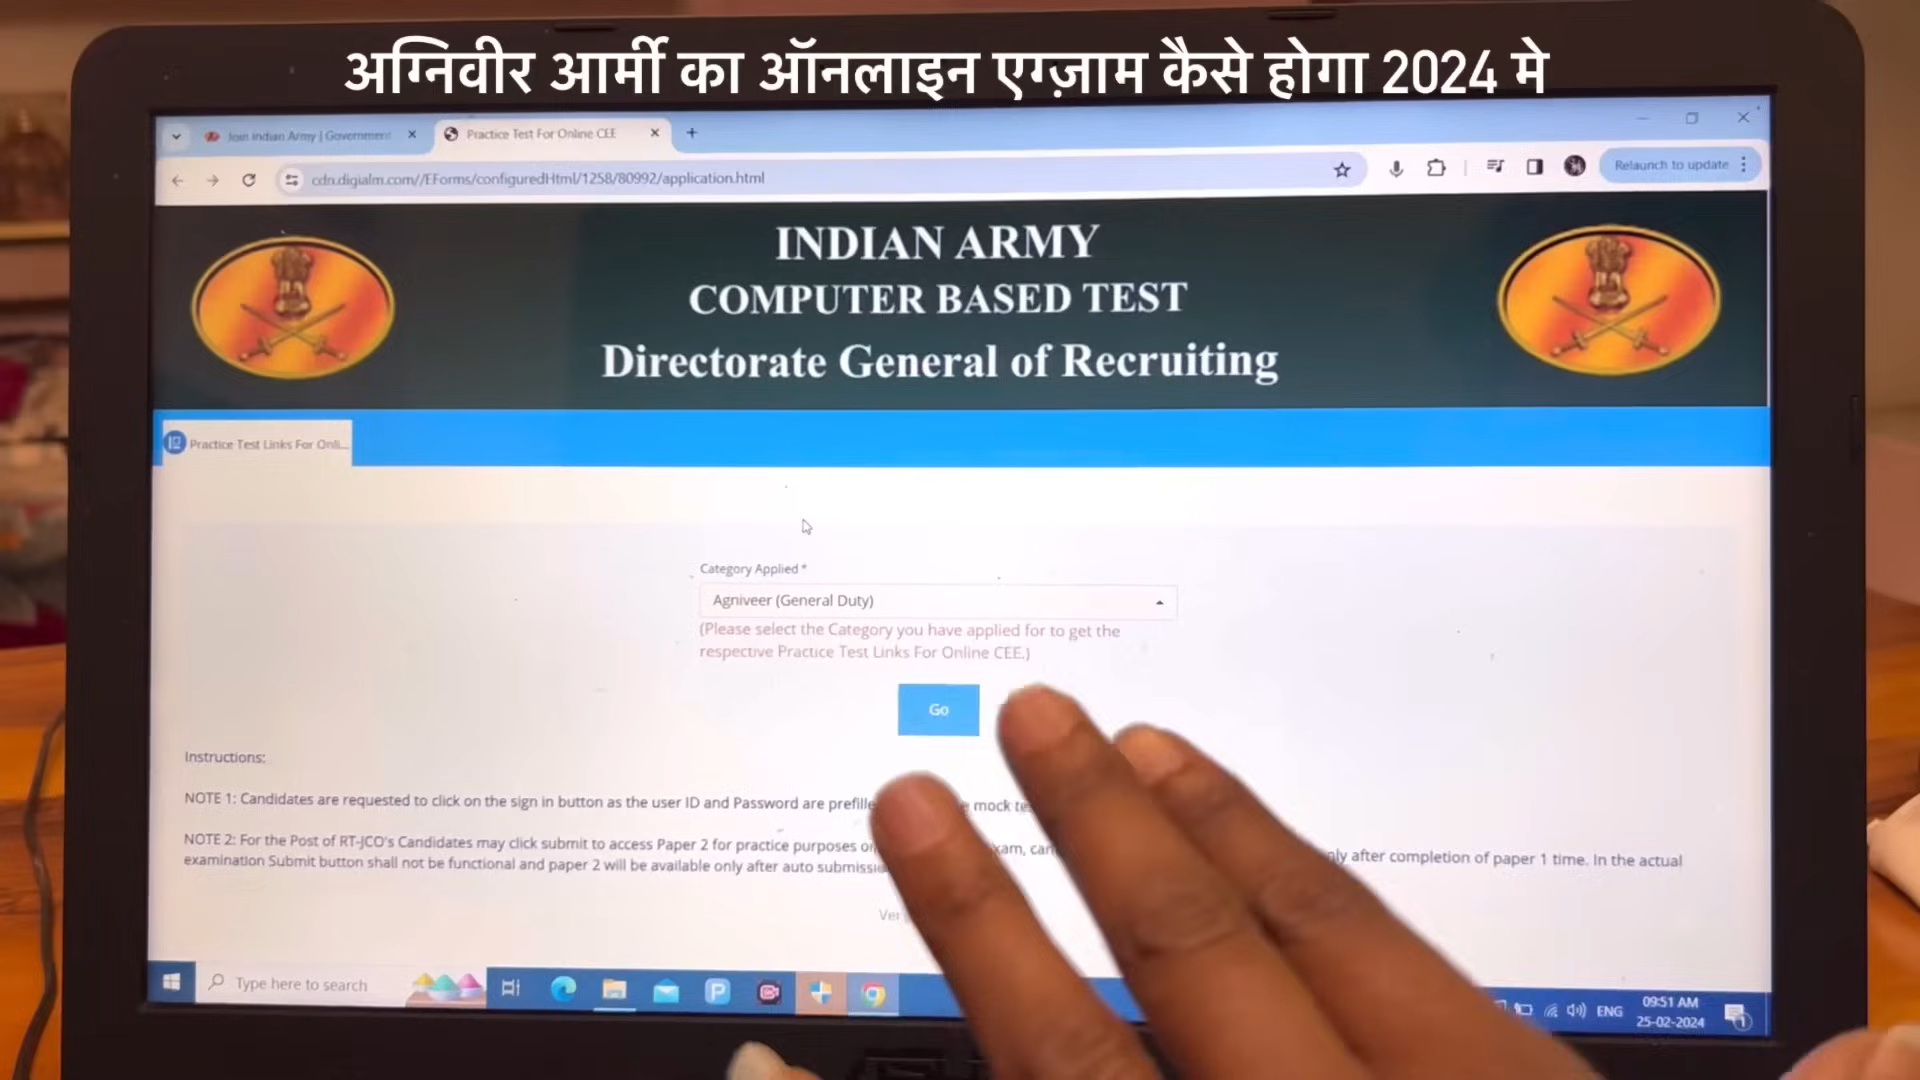 अग्निवीर आर्मी का ऑनलाइन एग्ज़ाम कैसे होगा 2024 मे
Join Indian Army | Government
Practice Test For Online CEE
cdn.digialm.com//EForms/configuredHtml/1258/80992/application.html
Relaunch to update
INDIAN ARMY
COMPUTER BASED TEST
Directorate General of Recruiting
Practice Test Links For Onli...
Category Applied *
Agniveer (General Duty)
(Please select the Category you have applied for to get the
respective Practice Test Links For Online CEE.)
Go
Instructions:
NOTE 1: Candidates are requested to click on the sign in button as the user ID and Password are mock
NOTE 2: For the Post of RT-JCO's Candidates may click submit to access Paper 2 for practice purposes after completion of paper 1 time. In the actual
examination Submit button shall not be functional and paper 2 will be available only after auto
Type here to search
ENG
09:51 AM
25-02-2024
1